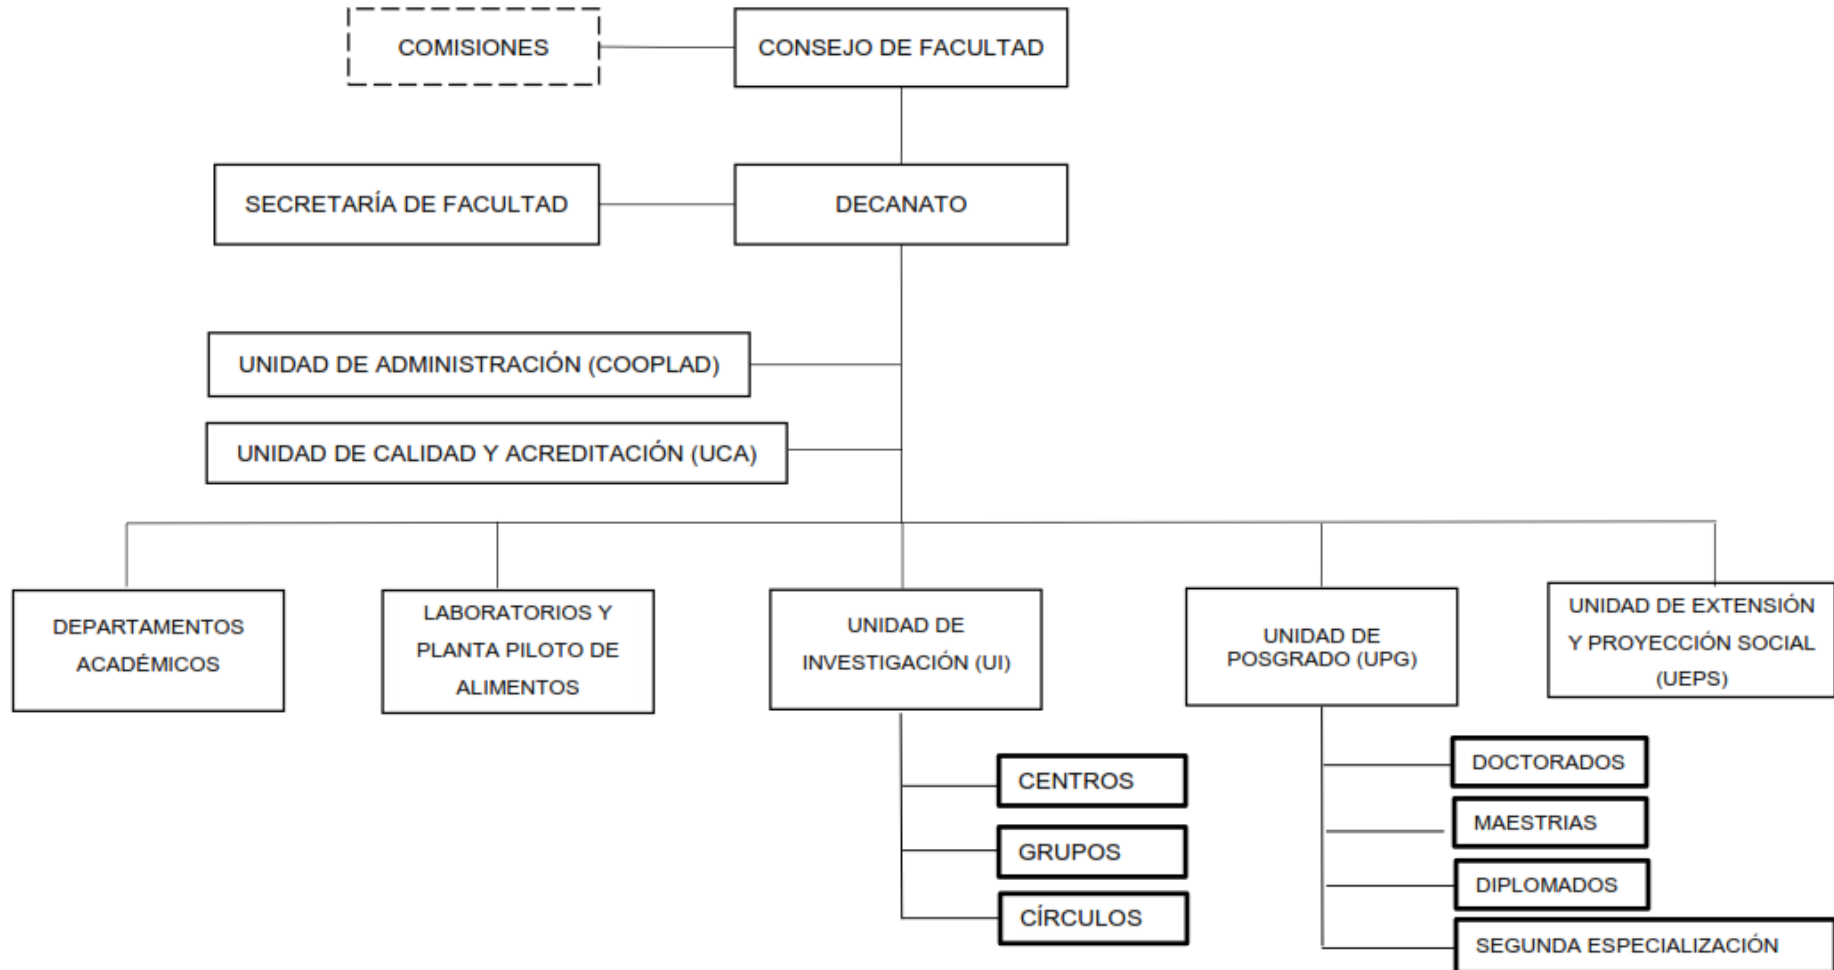 COMISIONES
CONSEJO DE FACULTAD
SECRETARÍA DE FACULTAD
DECANATO
UNIDAD DE ADMINISTRACIÓN (COOPLAD)
UNIDAD DE CALIDAD Y ACREDITACIÓN (UCA)
DEPARTAMENTOS
ACADÉMICOS
LABORATORIOS Y
PLANTA PILOTO DE
ALIMENTOS
UNIDAD DE
INVESTIGACIÓN (UI)
UNIDAD DE
POSGRADO (UPG)
UNIDAD DE EXTENSIÓN
Y PROYECCIÓN SOCIAL
(UEPS)
CENTROS
GRUPOS
CÍRCULOS
DOCTORADOS
MAESTRIAS
DIPLOMADOS
SEGUNDA ESPECIALIZACIÓN